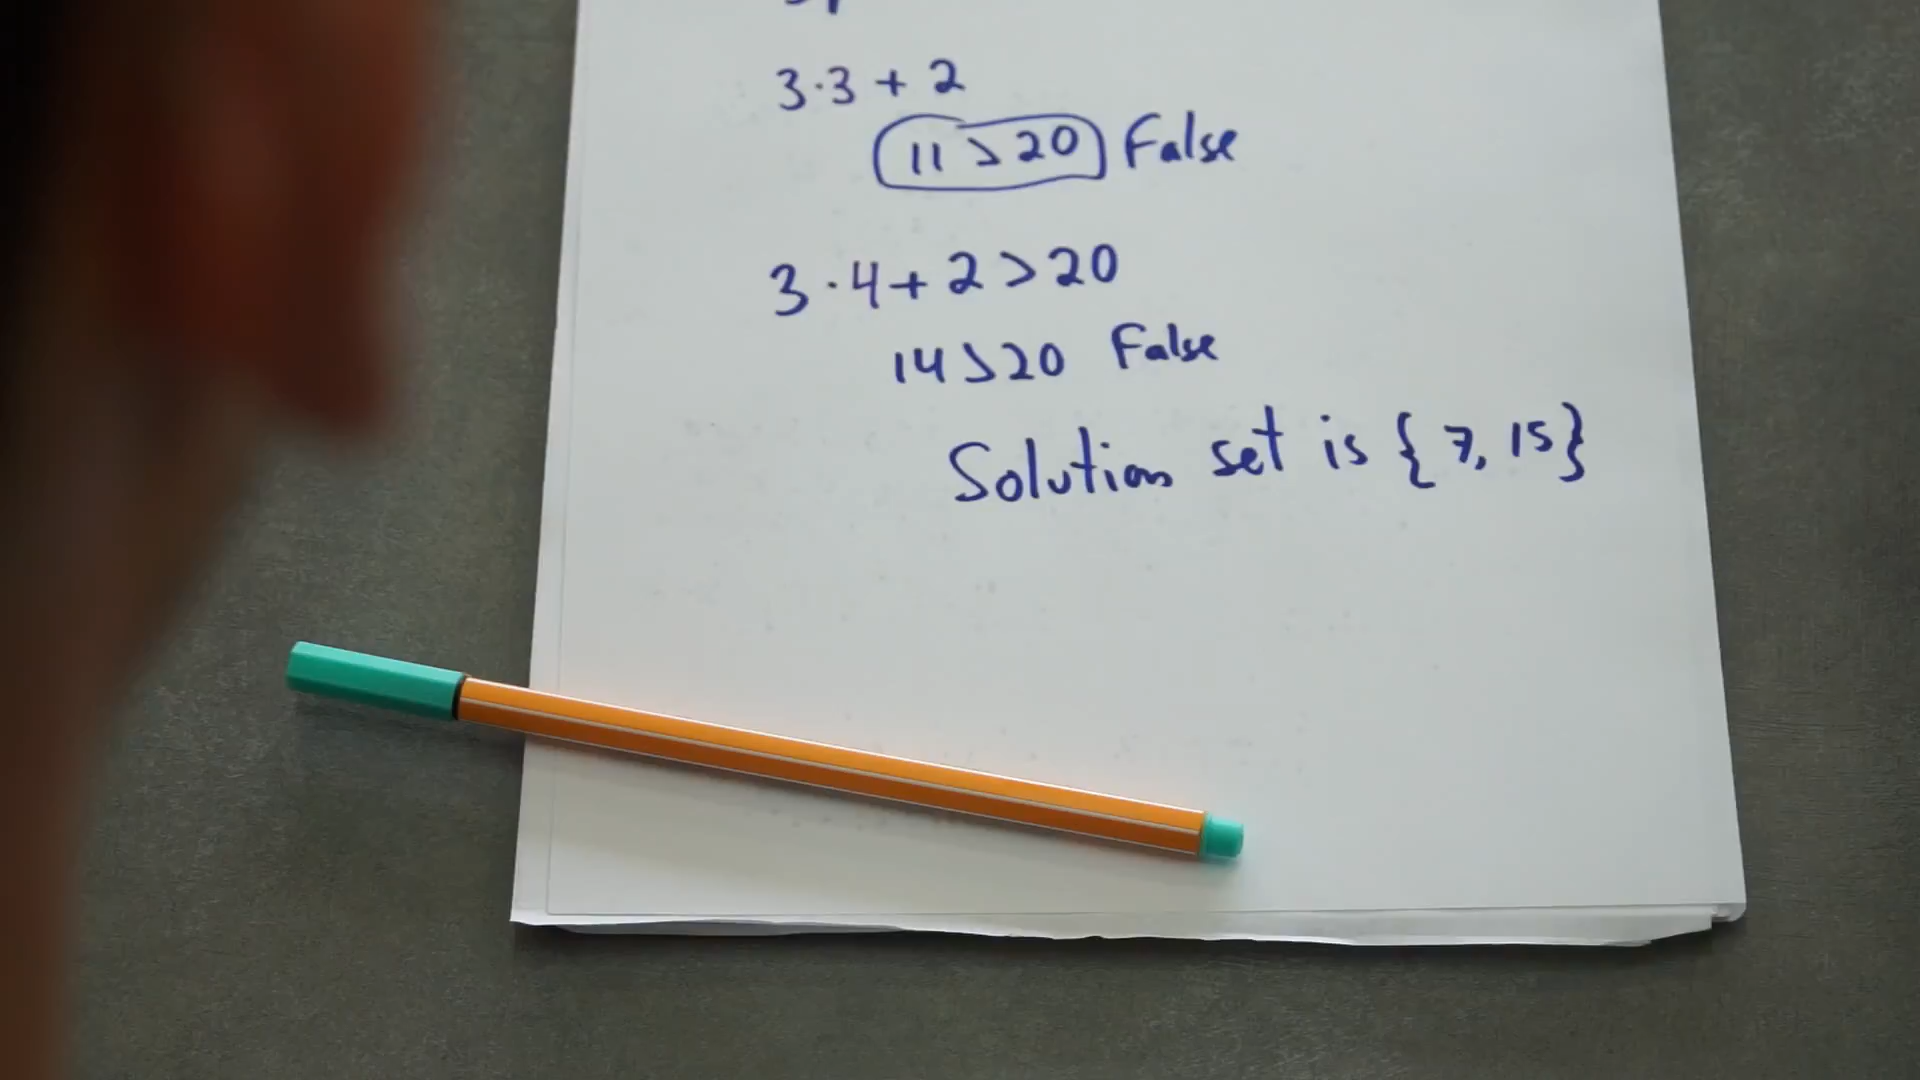 3·3 + 2
11 > 20 False
3·4 + 2 > 20
14 > 20 False
Solution set is {7, 15}